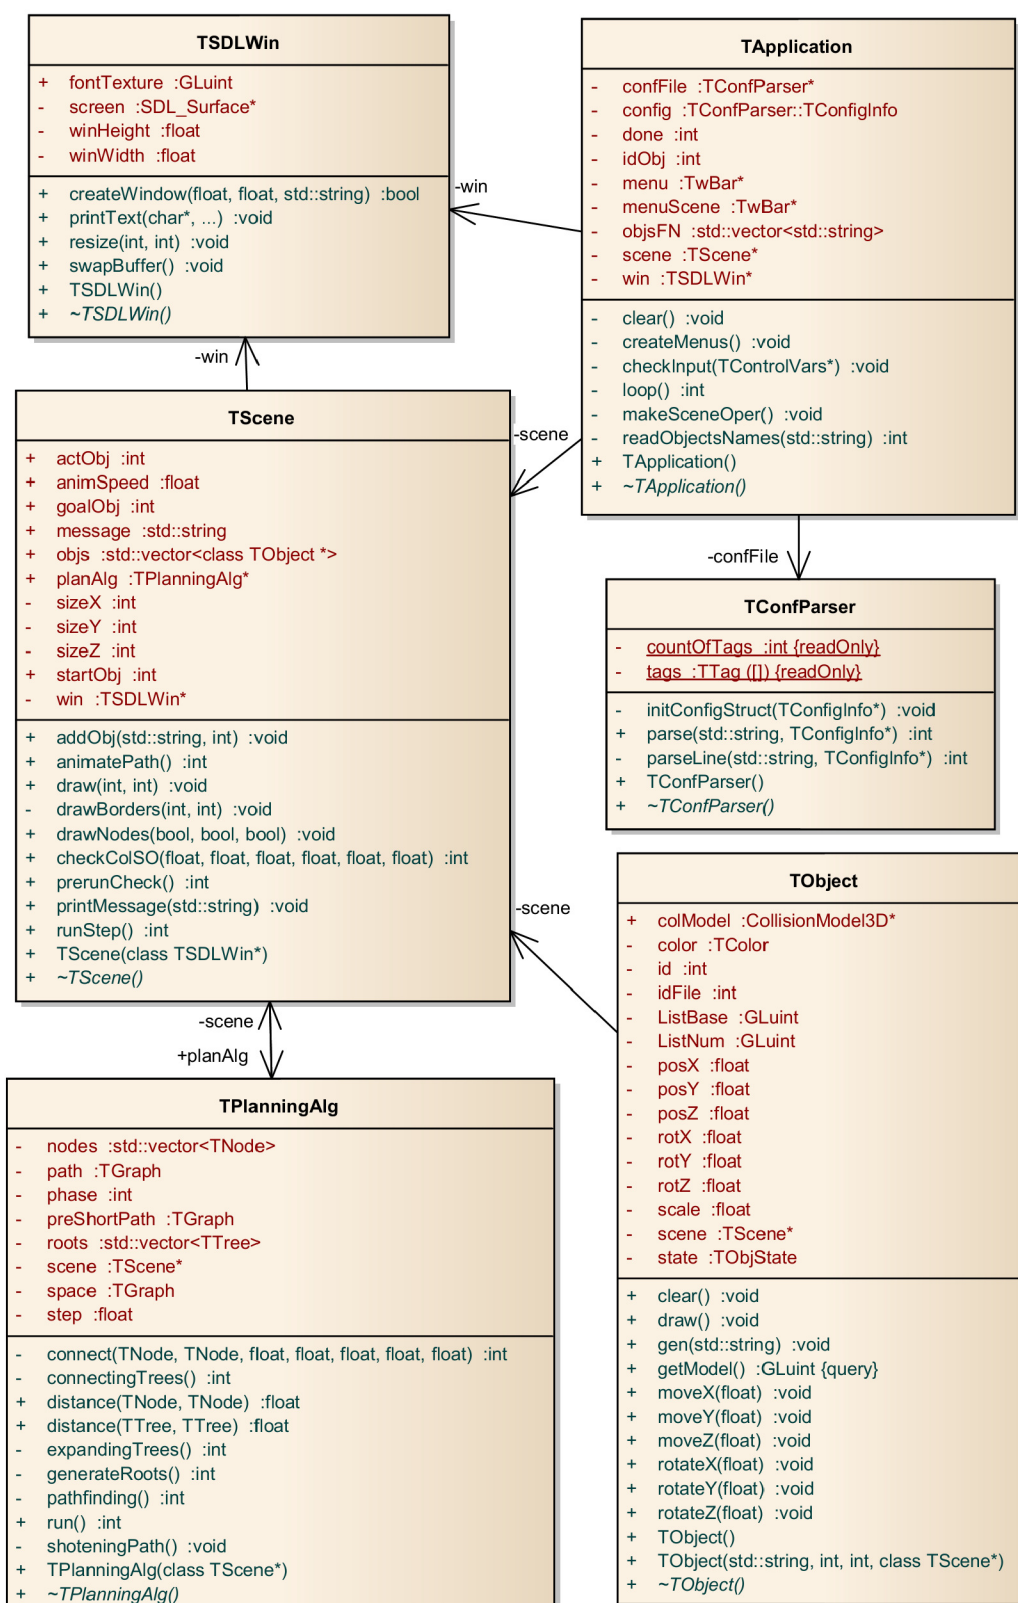 TSDLWin
+ fontTexture :GLuint
- screen :SDL_Surface*
- winHeight :float
- winWidth :float
+ createWindow(float, float, std::string) :bool
+ printText(char*, ...) :void
+ resize(int, int) :void
+ swapBuffer() :void
+ TSDLWin()
+ ~TSDLWin()
-win
TApplication
- confFile :TConfParser*
- config :TConfParser::TConfigInfo
- done :int
- idObj :int
- menu :TwBar*
- menuScene :TwBar*
- objsFN :std::vector<std::string>
- scene :TScene*
- win :TSDLWin*
- clear() :void
- createMenus() :void
- checkInput(TControlVars*) :void
- loop() :int
- makeSceneOper() :void
- readObjectsNames(std::string) :int
+ TApplication()
+ ~TApplication()
-win
-scene
-confFile
TScene
+ actObj :int
+ animSpeed :float
+ goalObj :int
+ message :std::string
+ objs :std::vector<class TObject *>
+ planAlg :TPlanningAlg*
- sizeX :int
- sizeY :int
- sizeZ :int
+ startObj :int
- win :TSDLWin*
+ addObj(std::string, int) :void
+ animatePath() :int
+ draw(int, int) :void
- drawBorders(int, int) :void
+ drawNodes(bool, bool, bool) :void
+ checkColSO(float, float, float, float, float, float) :int
+ prerunCheck() :int
+ printMessage(std::string) :void
+ runStep() :int
+ TScene(class TSDLWin*)
+ ~TScene()
TConfParser
- countOfTags :int {readOnly}
- tags :TTag ([]) {readOnly}
- initConfigStruct(TConfigInfo*) :void
+ parse(std::string, TConfigInfo*) :int
- parseLine(std::string, TConfigInfo*) :int
+ TConfParser()
+ ~TConfParser()
-scene
-scene
+planAlg
TObject
+ colModel :CollisionModel3D*
- color :TColor
- id :int
- idFile :int
- ListBase :GLuint
- ListNum :GLuint
- posX :float
- posY :float
- posZ :float
- rotX :float
- rotY :float
- rotZ :float
- scale :float
- scene :TScene*
- state :TObjState
+ clear() :void
+ draw() :void
+ gen(std::string) :void
+ getModel() :GLuint {query}
+ moveX(float) :void
+ moveY(float) :void
+ moveZ(float) :void
+ rotateX(float) :void
+ rotateY(float) :void
+ rotateZ(float) :void
+ TObject()
+ TObject(std::string, int, int, class TScene*)
+ ~TObject()
TPlanningAlg
- nodes :std::vector<TNode>
- path :TGraph
- phase :int
- preShortPath :TGraph
- roots :std::vector<TTree>
- scene :TScene*
- space :TGraph
- step :float
- connect(TNode, TNode, float, float, float, float, float) :int
- connectingTrees() :int
+ distance(TNode, TNode) :float
+ distance(TTree, TTree) :float
- expandingTrees() :int
- generateRoots() :int
- pathfinding() :int
+ run() :int
- shoteningPath() :void
+ TPlanningAlg(class TScene*)
+ ~TPlanningAlg()